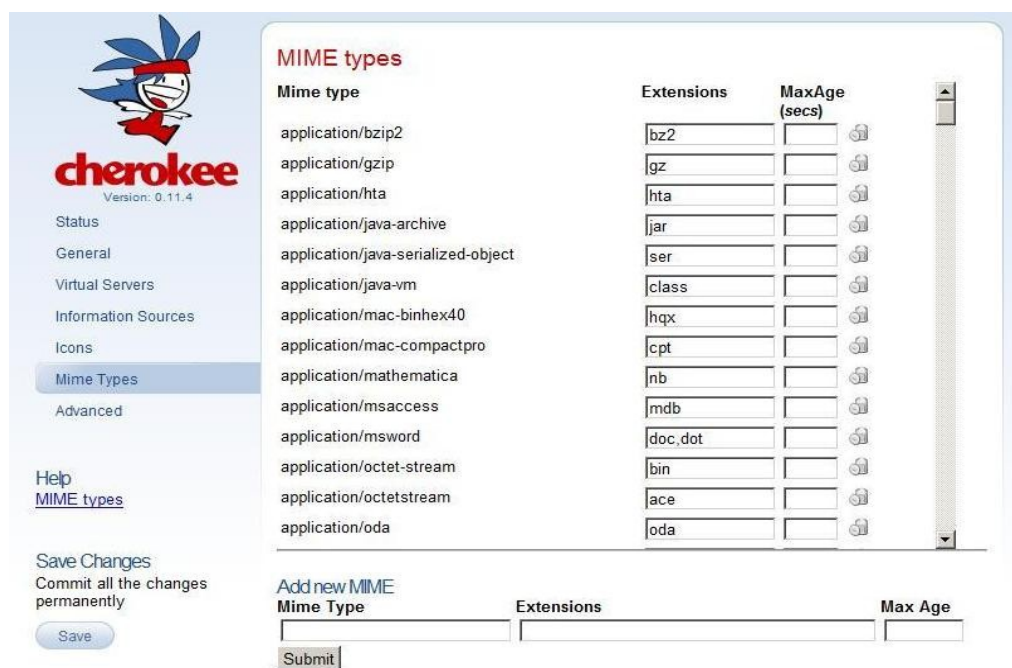 cherokee
Version: 0.11.4
Status
General
Virtual Servers
Information Sources
Icons
Mime Types
Advanced
Help
MIME types
Save Changes
Commit all the changes
permanently
Save
MIME types
Mime type Extensions MaxAge
(secs)
application/bzip2 bz2
application/gzip gz
application/hta hta
application/java-archive jar
application/java-serialized-object ser
application/java-vm class
application/mac-binhex40 hqx
application/mac-compactpro cpt
application/mathematica nb
application/msaccess mdb
application/msword doc,dot
application/octet-stream bin
application/octetstream ace
application/oda oda
Add new MIME
Mime Type Extensions Max Age
Submit